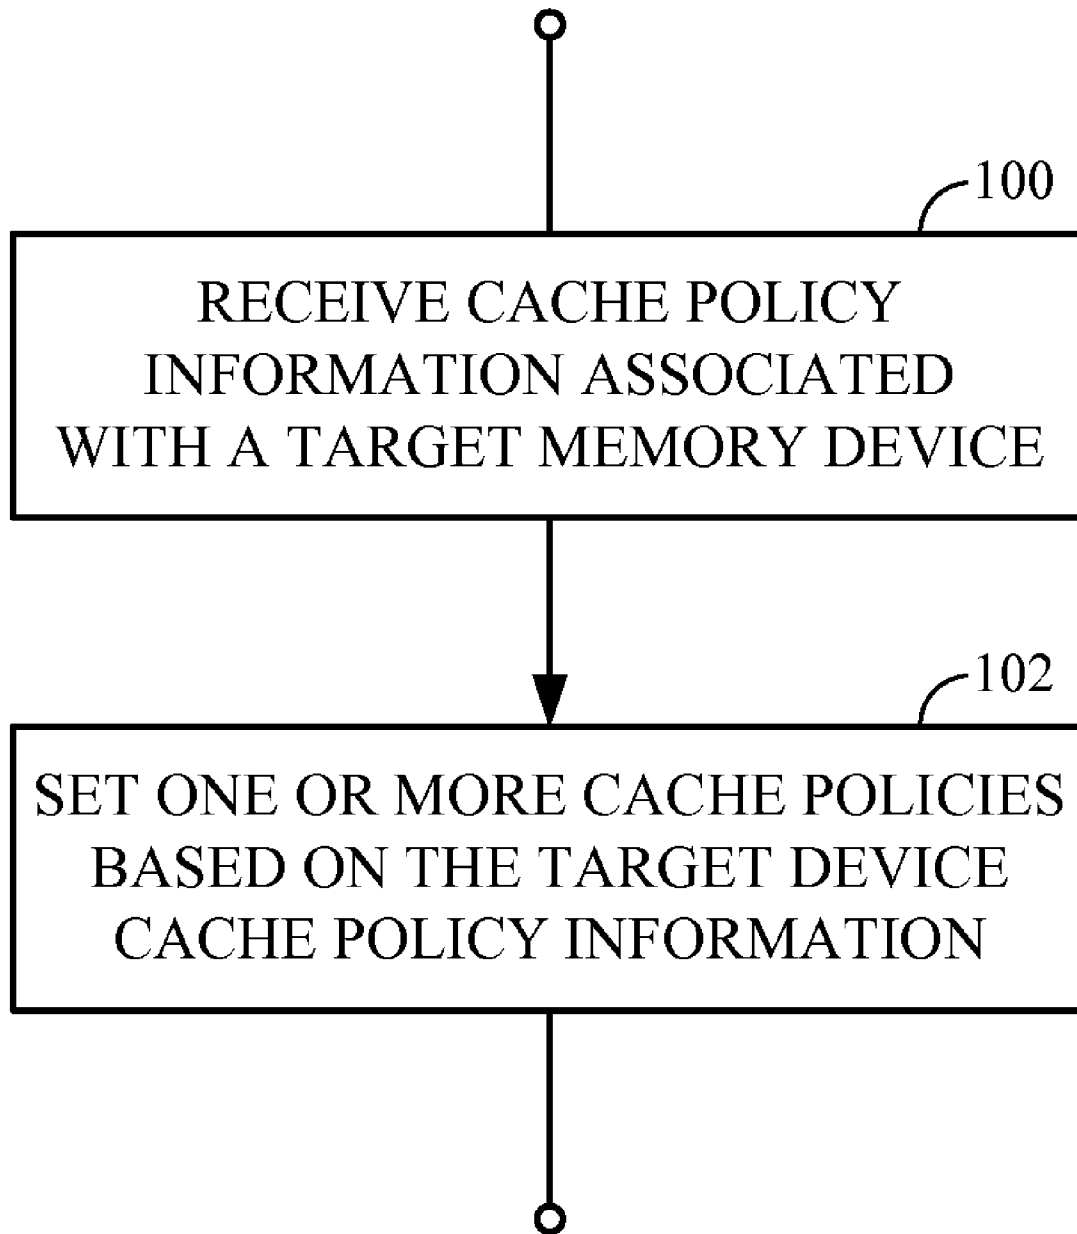 100
RECEIVE CACHE POLICY
INFORMATION ASSOCIATED
WITH A TARGET MEMORY DEVICE
102
SET ONE OR MORE CACHE POLICIES
BASED ON THE TARGET DEVICE
CACHE POLICY INFORMATION